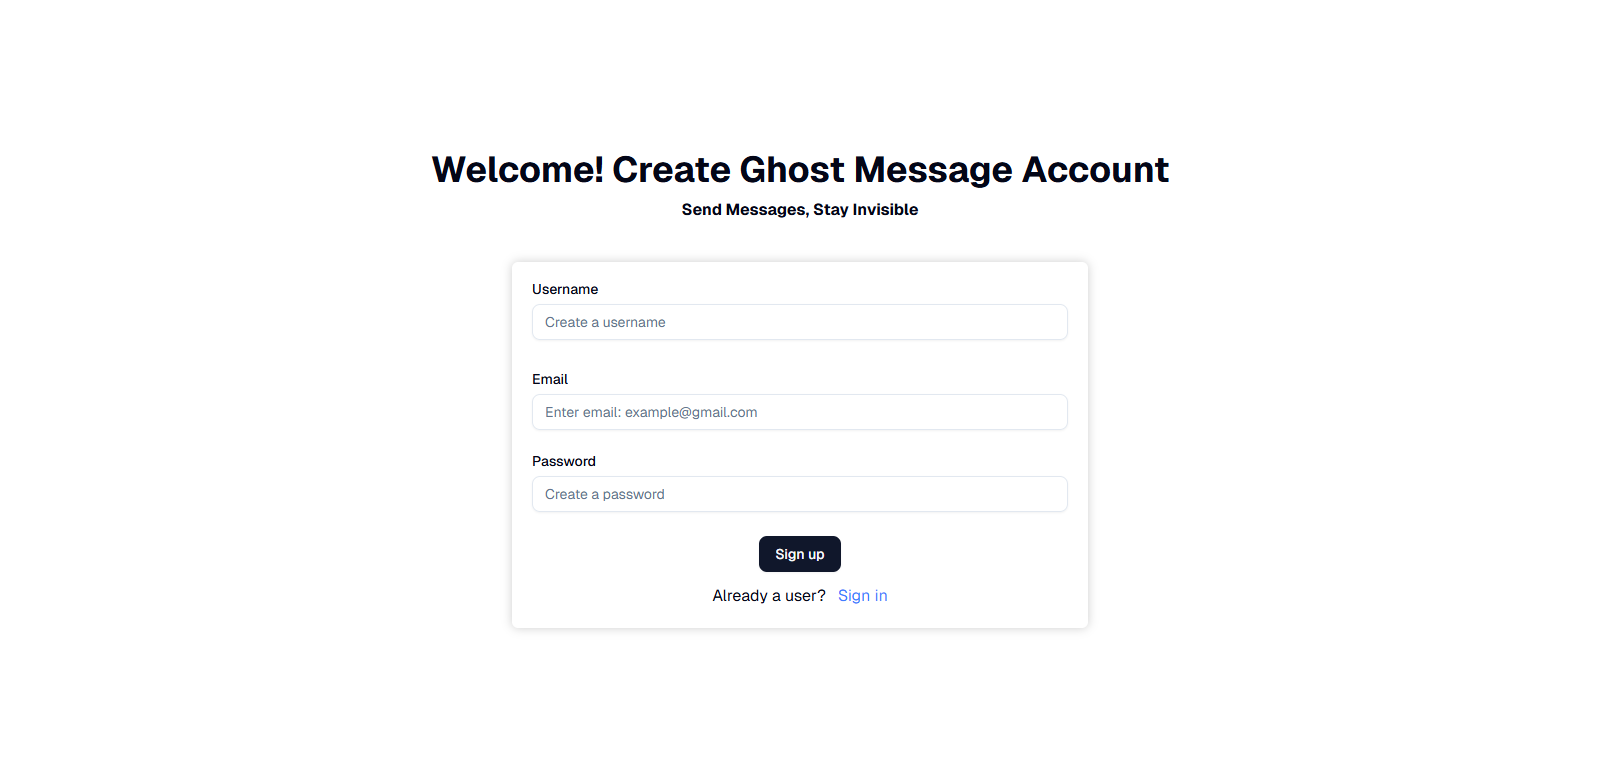 Welcome! Create Ghost Message Account
Send Messages, Stay Invisible
Username
Create a username
Email
Enter email: example@gmail.com
Password
Create a password
Sign up
Already a user? Sign in